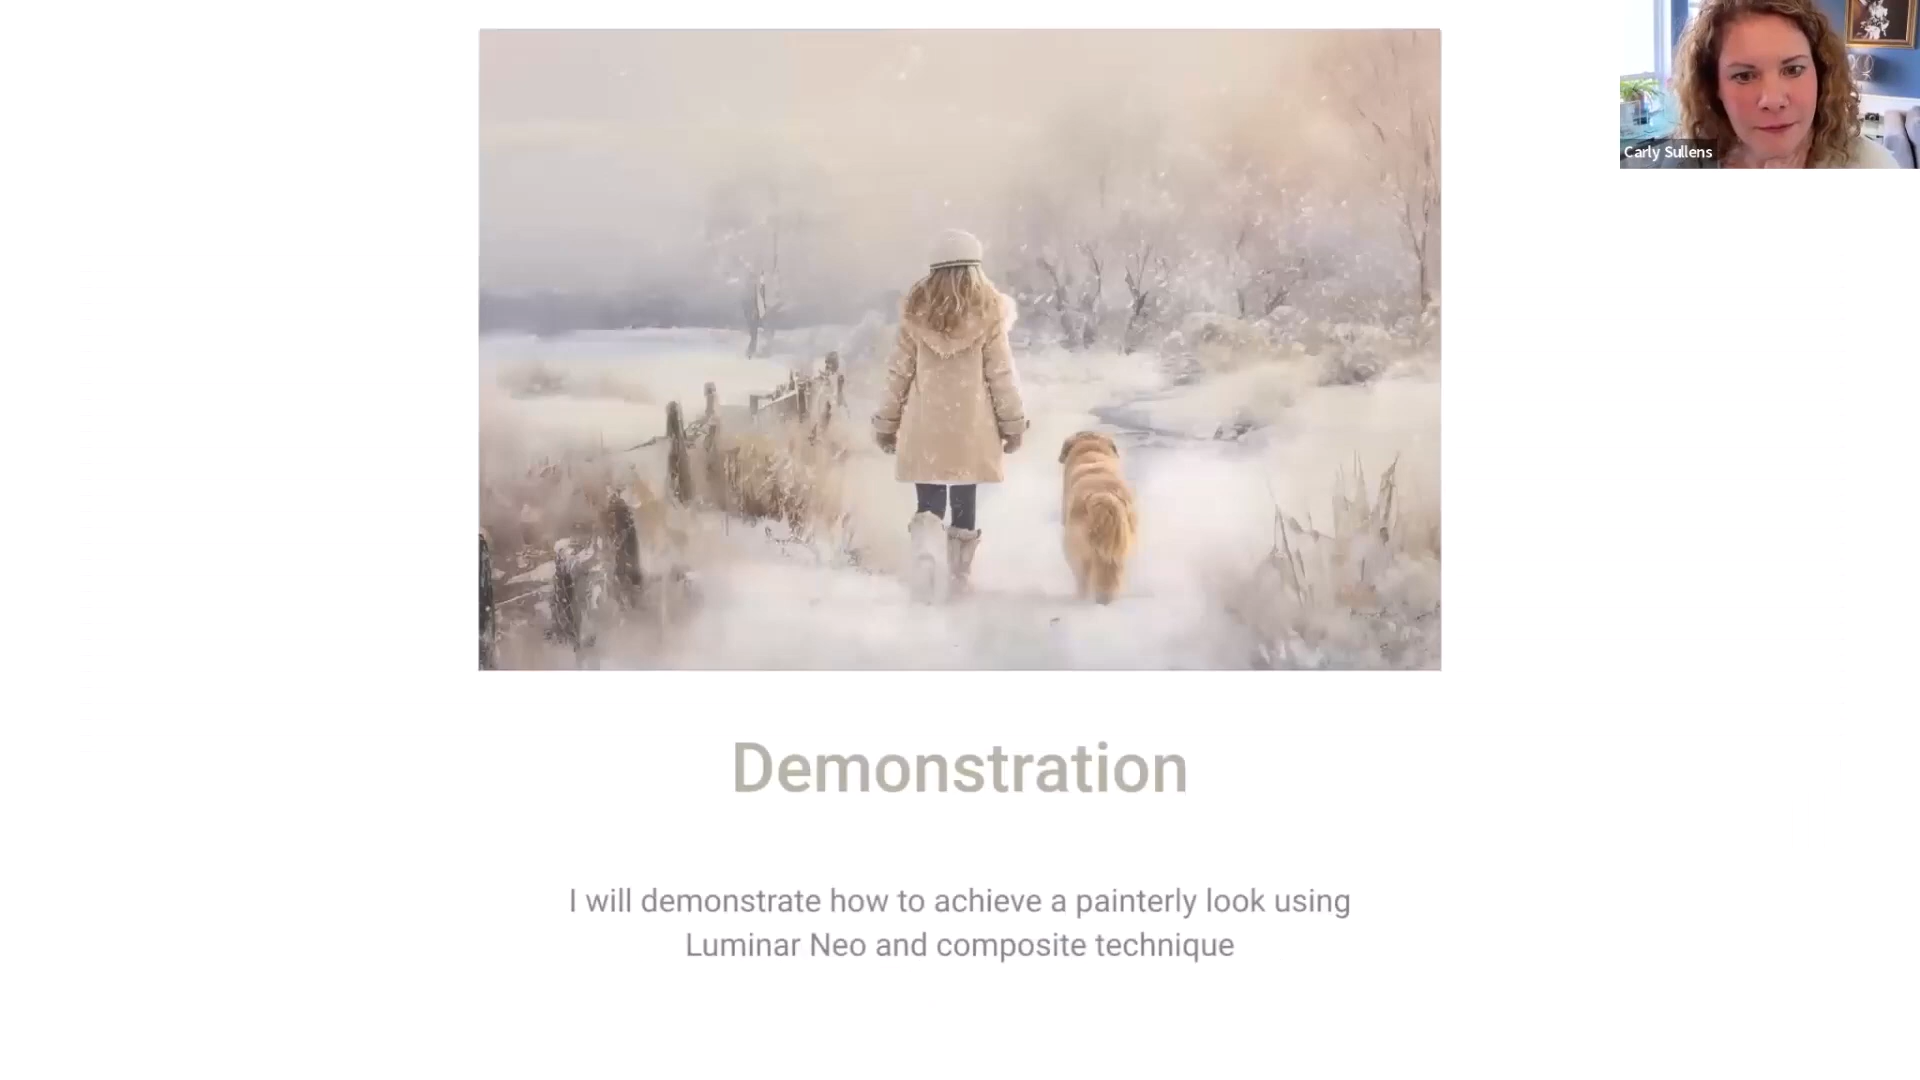 Carly Sullens
Demonstration
I will demonstrate how to achieve a painterly look using
Luminar Neo and composite technique